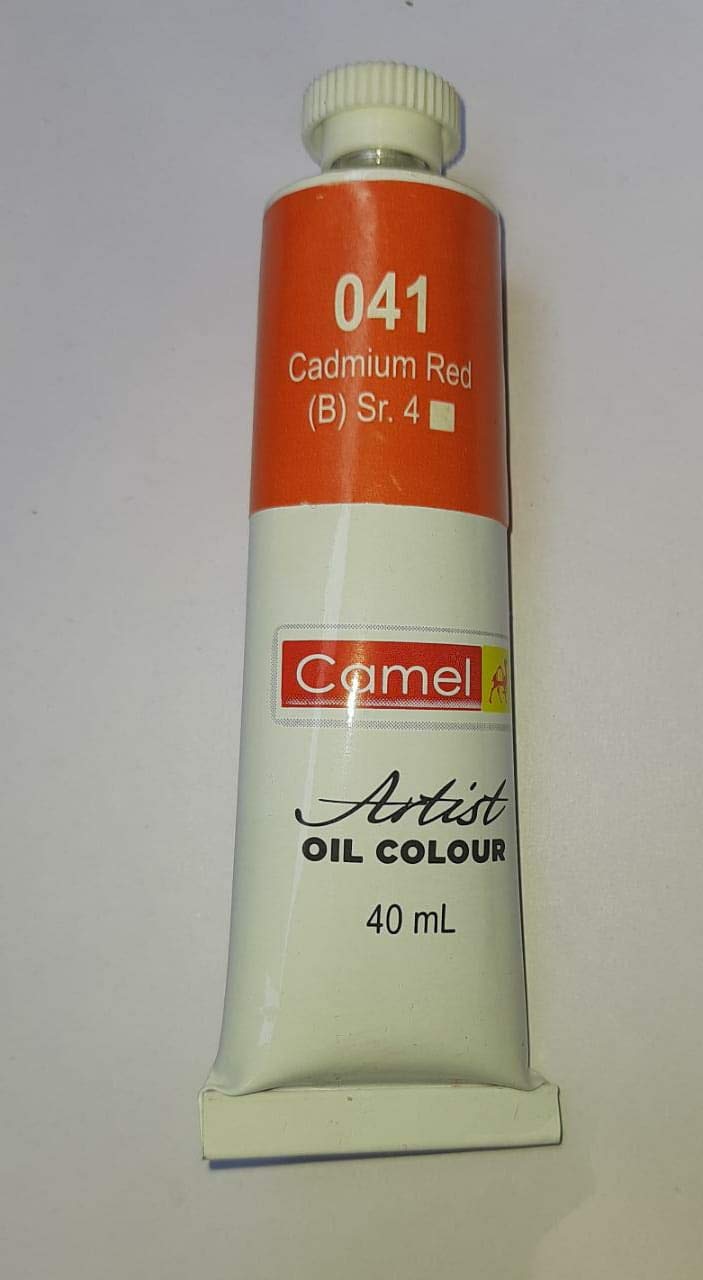 041
Cadmium Red
(B) Sr. 4
Camel
Artist
OIL COLOUR
40 mL